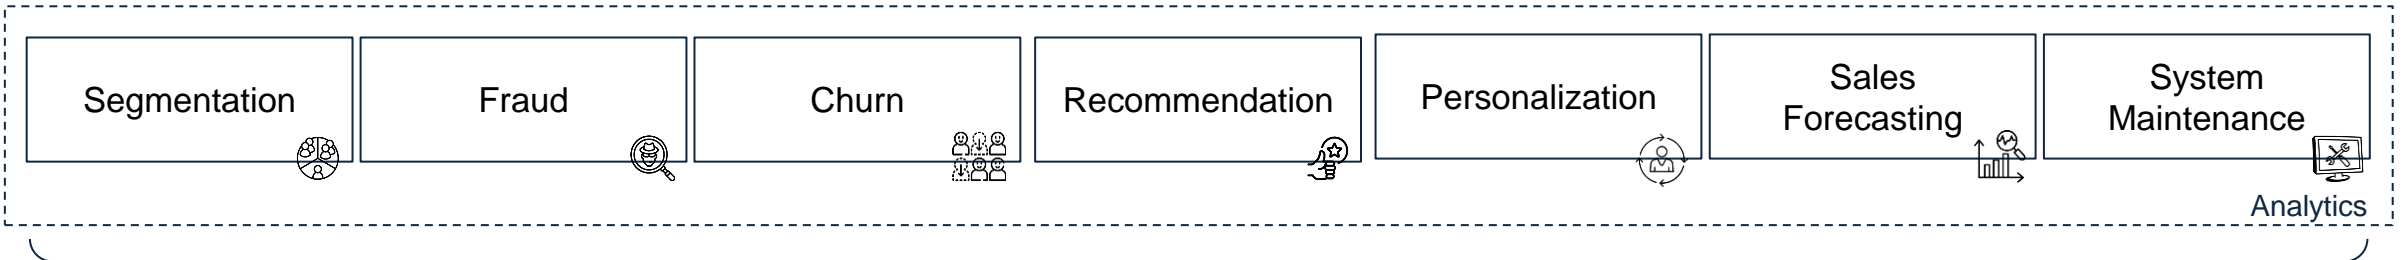 Segmentation
Fraud
Churn
Recommendation
Personalization
Sales
Forecasting
System
Maintenance
Analytics